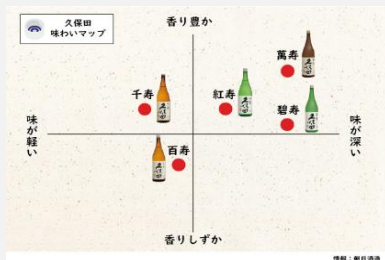 久保田
味わいマップ
香り豊か
萬寿
千寿
紅寿
碧寿
味が軽い
味が深い
百寿
香りしずか
情報：朝日酒造